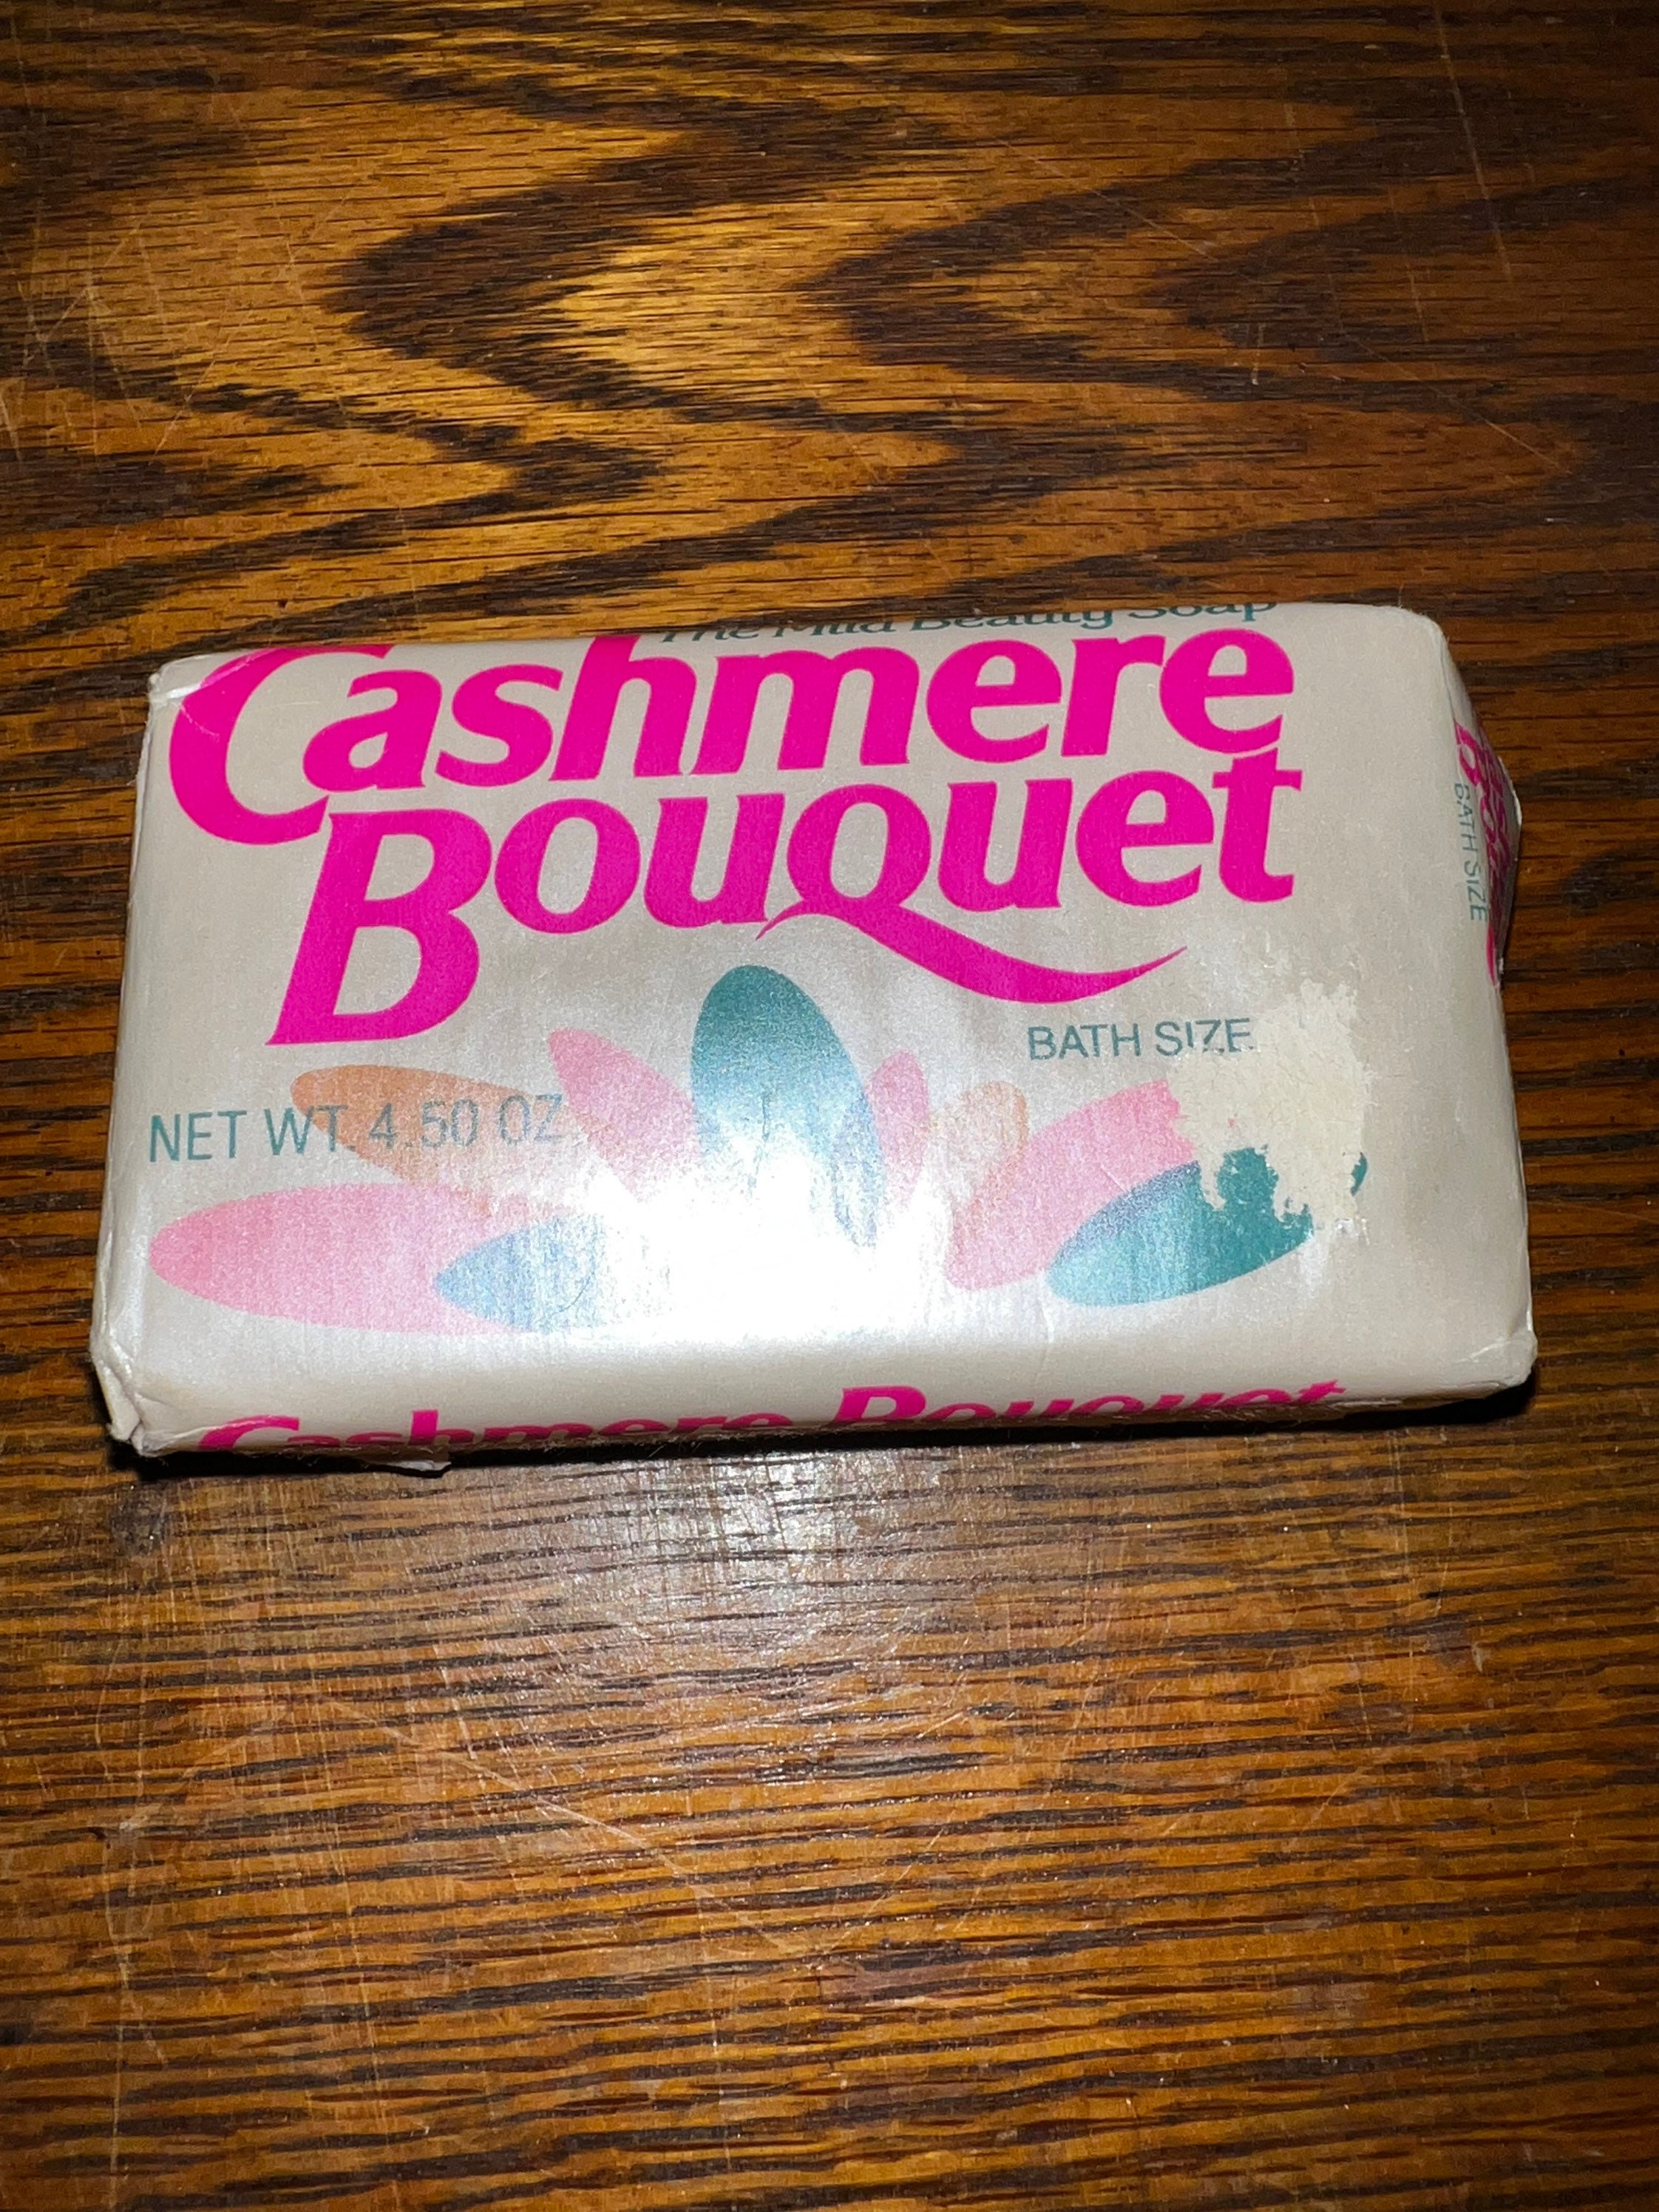 The Mild Beauty Soap
Cashmere
Bouquet
BATH SIZE
NET WT. 4.50 OZ.
BATH SIZE
Cashmere Bouquet